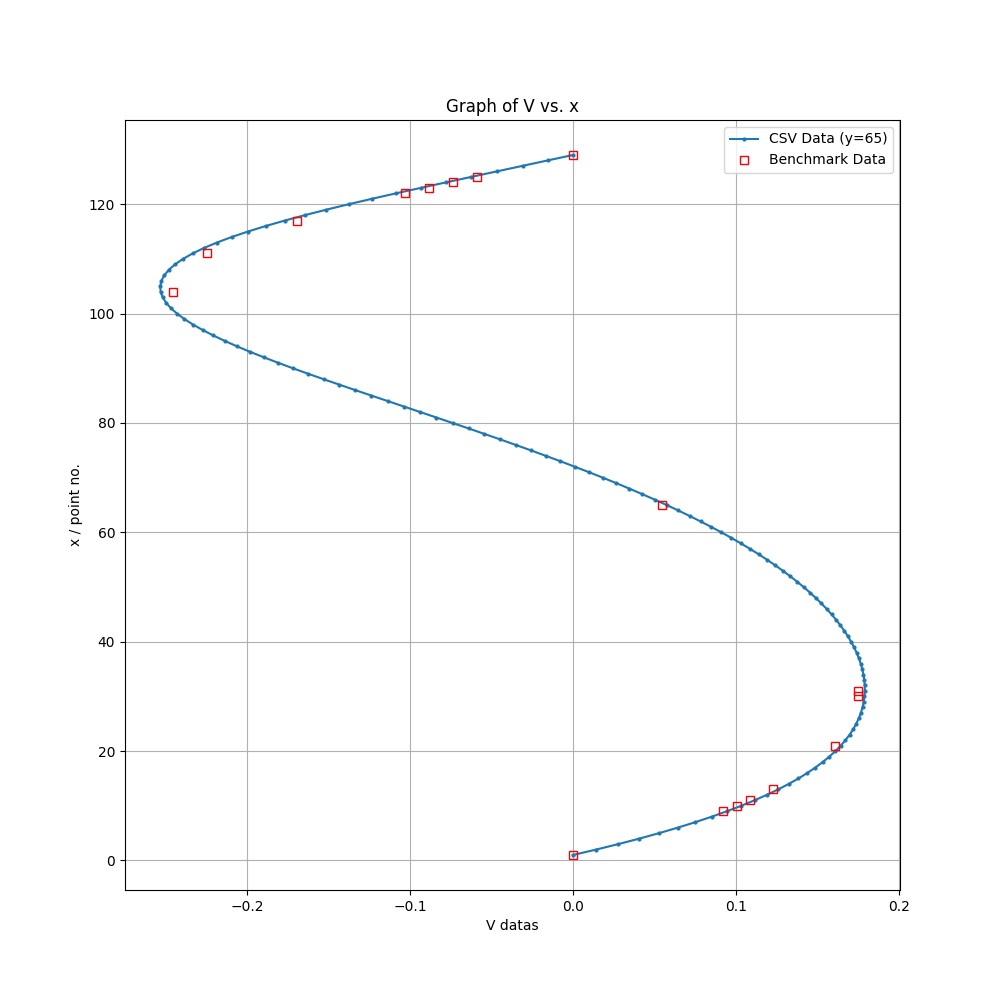 Graph of V vs. x
CSV Data (y=65)
Benchmark Data
120
100
80
60
40
20
0
x / point no.
−0.2 −0.1 0.0 0.1 0.2
V datas